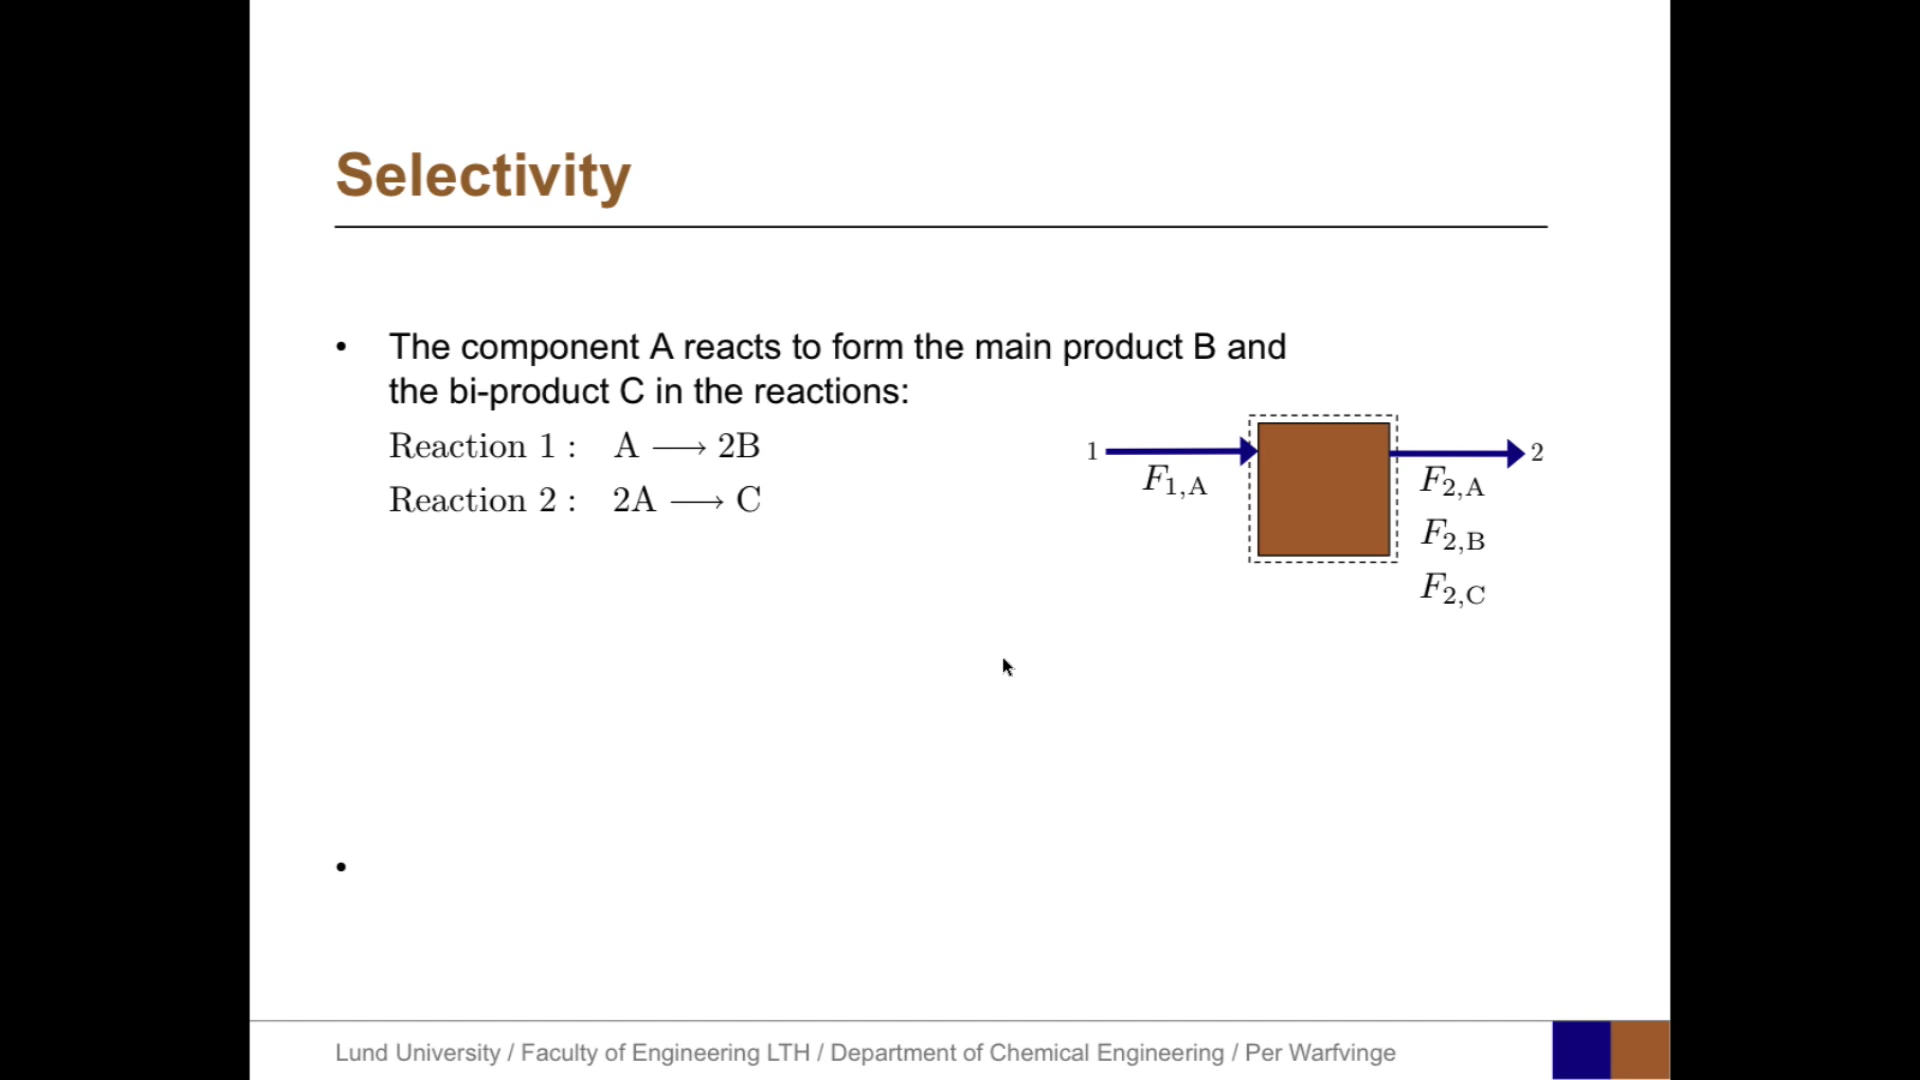 Selectivity
• The component A reacts to form the main product B and
the bi-product C in the reactions:
Reaction 1 : A ⟶ 2B
Reaction 2 : 2A ⟶ C
1
F1,A
2
F2,A
F2,B
F2,C
•
Lund University / Faculty of Engineering LTH / Department of Chemical Engineering / Per Warfvinge